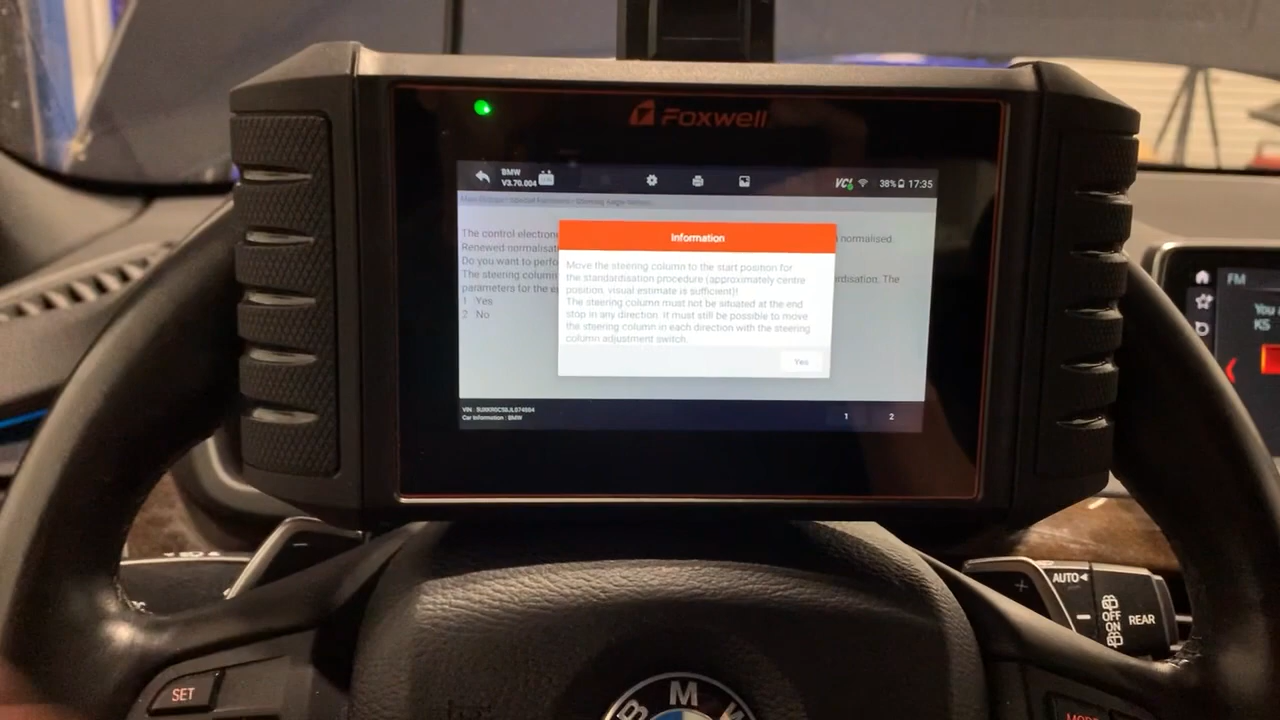 Foxwell
BMW
V3.70.004
VCI
38% 17:35
The control electron
Information
normalised
Renewed normalisat
Do you want to perfo
The steering column
rdisation. The
parameters for the e
1 Yes
2 No
Move the steering column to the start position for
the standardisation procedure (approximately centre
position, visual estimate is sufficient)!
The steering column must not be situated at the end
stop in any direction. It must still be possible to move
the steering column in each direction with the steering
column adjustment switch.
Yes
Car Information : BMW
1 2
FM
You a
KS
AUTO
OFF
ON
REAR
SET
BMW